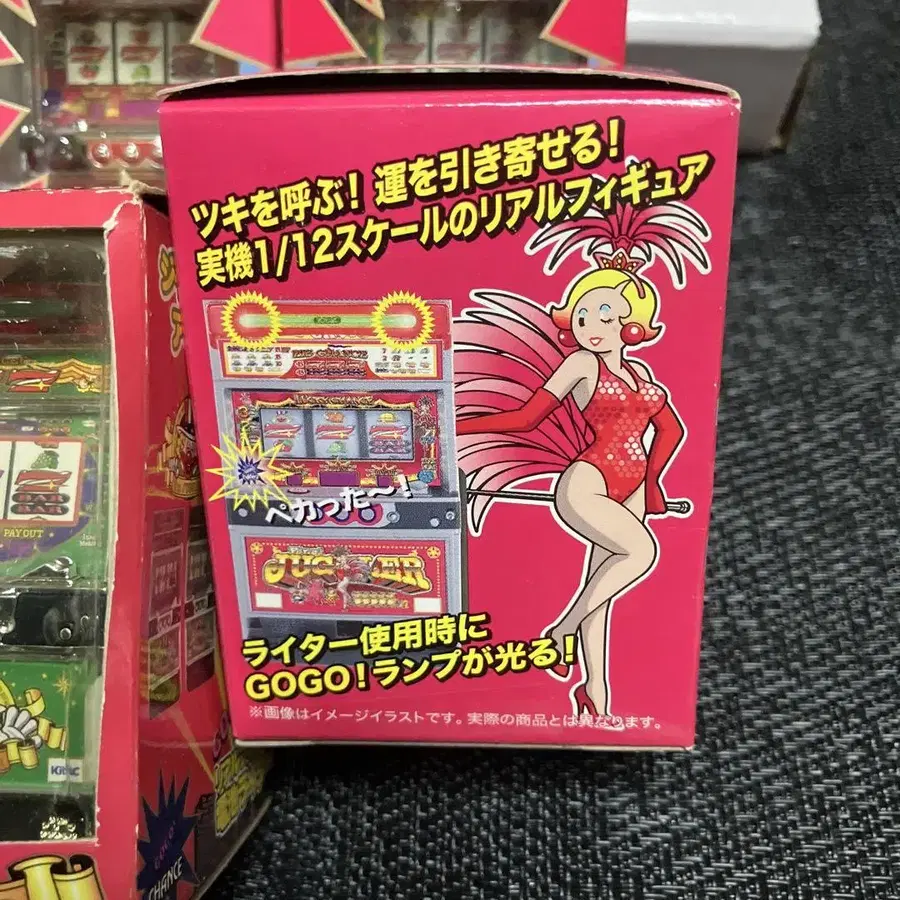 ツキを呼ぶ！運を引き寄せる！
実機1/12スケールのリアルフィギュア
BIG CHANCE
ペカった〜！
JUGGLER
ライター使用時に
GOGO！ランプが光る！
※画像はイメージイラストです。実際の商品とは異なります。
PAY OUT
GOGO!
CHANCE